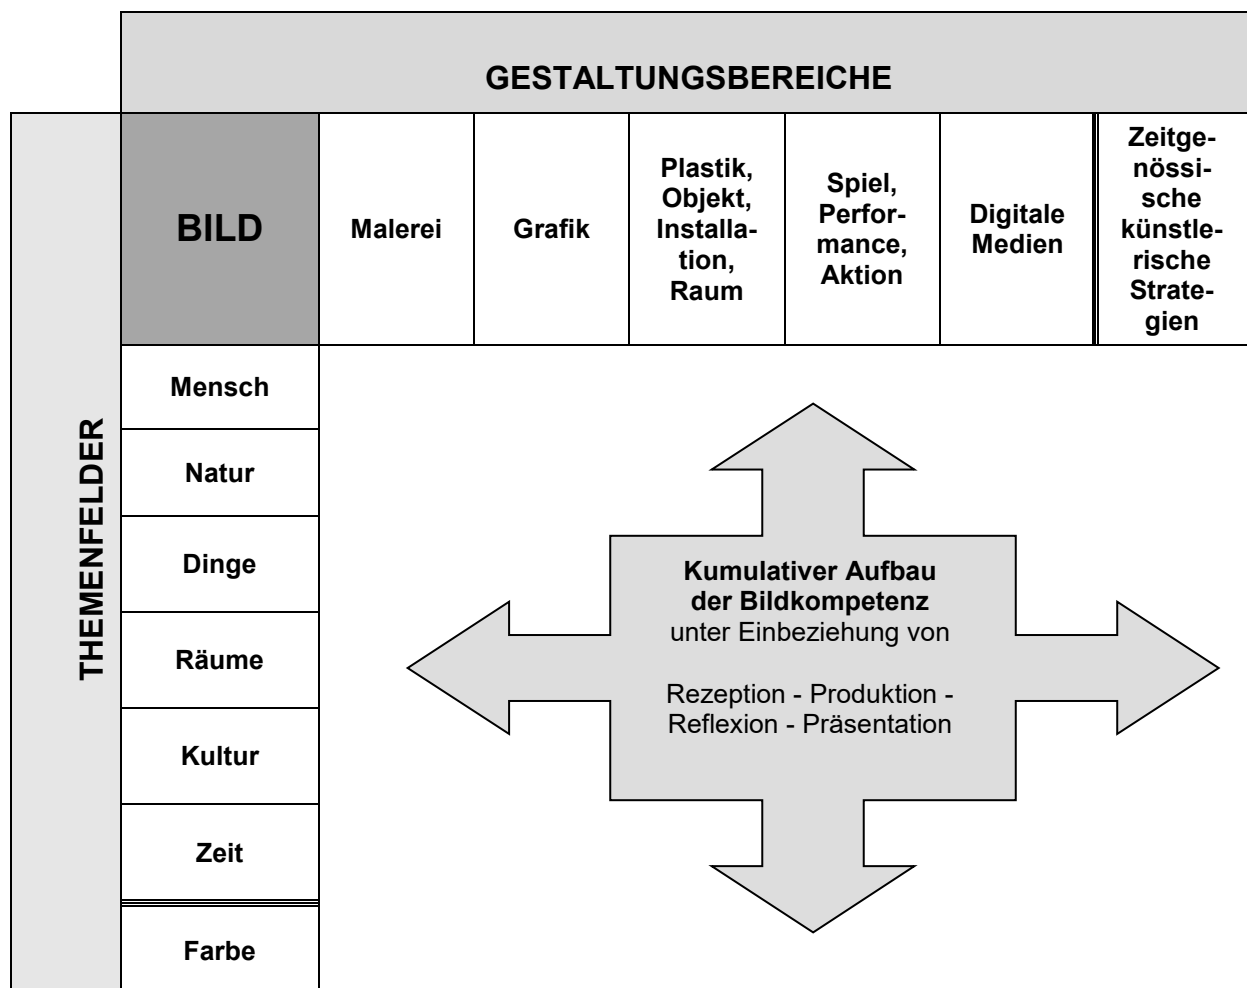 GESTALTUNGSBEREICHE
THEMENFELDER
BILD
Malerei
Grafik
Plastik,
Objekt,
Installa-
tion,
Raum
Spiel,
Perfor-
mance,
Aktion
Digitale
Medien
Zeitge-
nössi-
sche
künstle-
rische
Strate-
gien
Mensch
Natur
Dinge
Räume
Kultur
Zeit
Farbe
Kumulativer Aufbau
der Bildkompetenz
unter Einbeziehung von
Rezeption - Produktion -
Reflexion - Präsentation